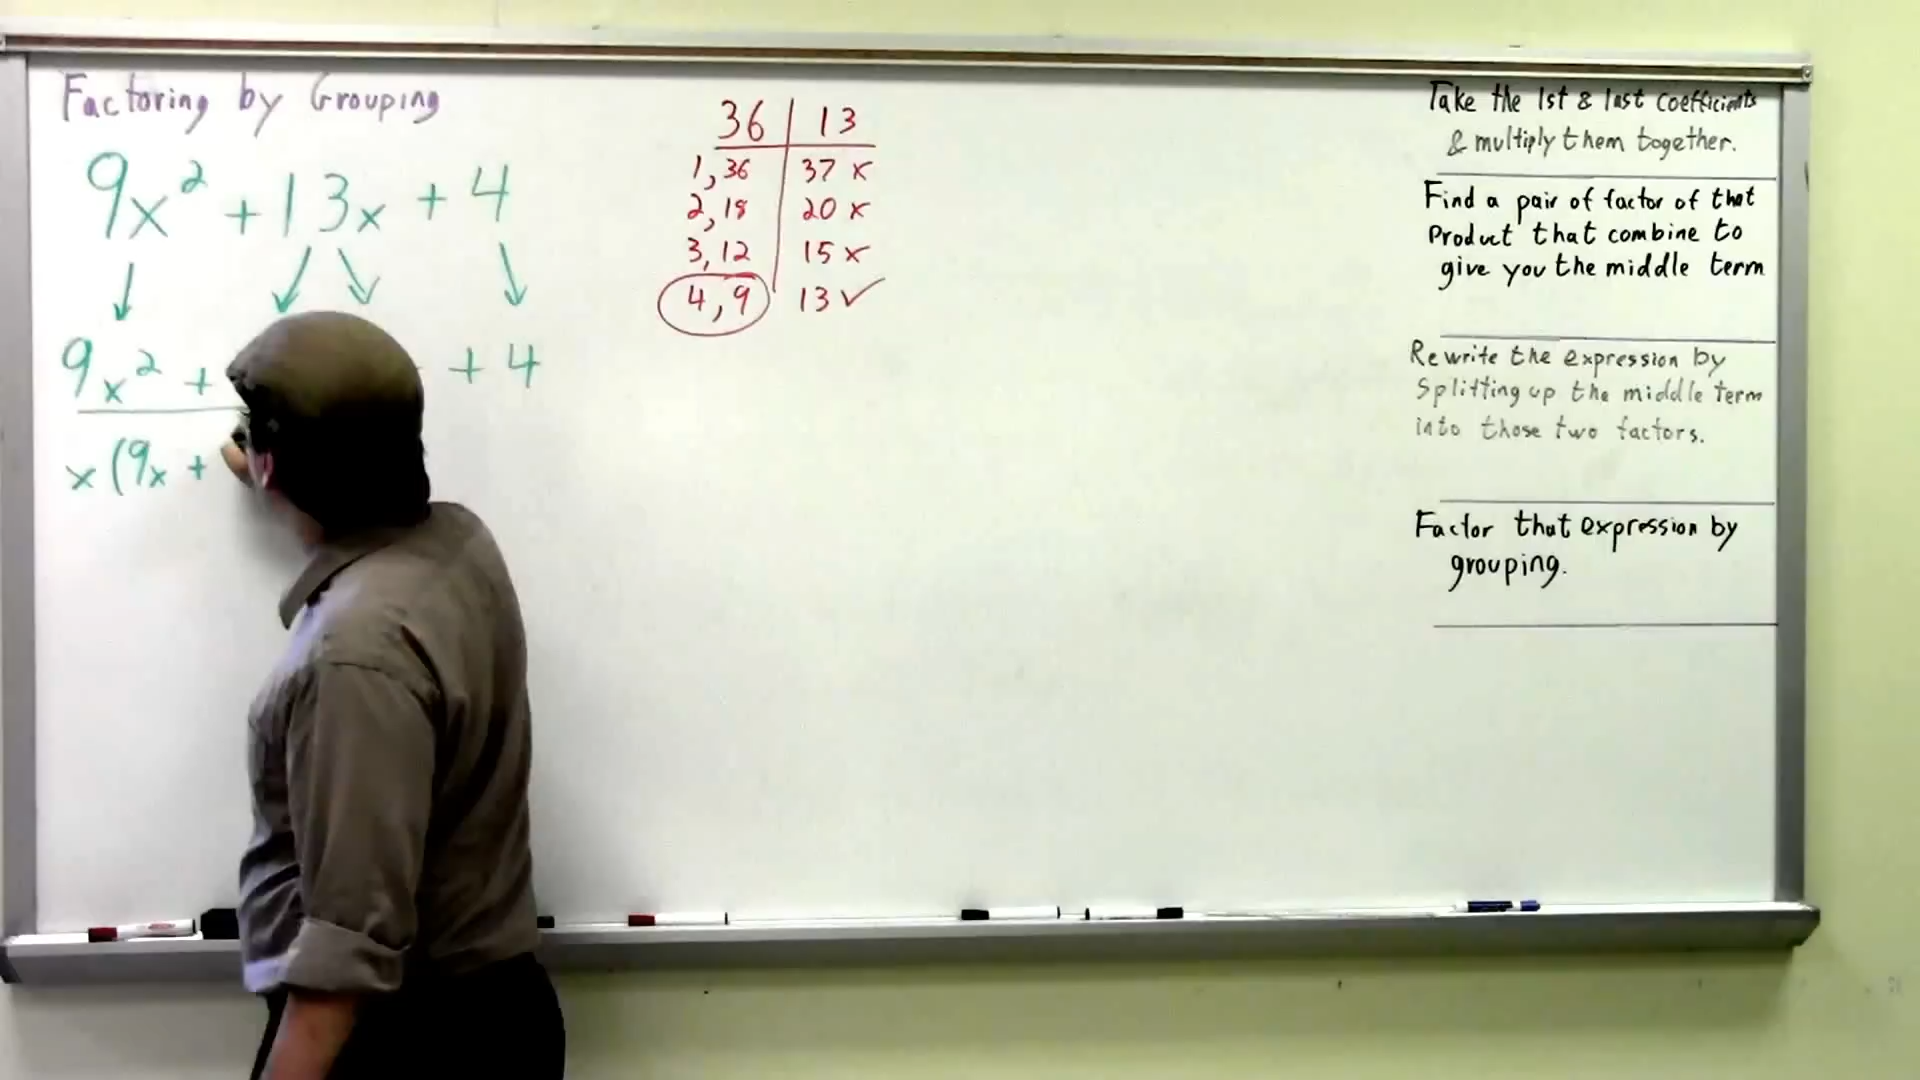 Factoring by Grouping
9x² + 13x + 4
9x² + + 4
x (9x +
36 | 13
1, 36 | 37 x
2, 18 | 20 x
3, 12 | 15 x
4, 9 | 13 ✓
Take the 1st & last coefficients
& multiply them together.
Find a pair of factor of that
Product that combine to
give you the middle term
Rewrite the expression by
Splitting up the middle term
into those two factors.
Factor that expression by
grouping.